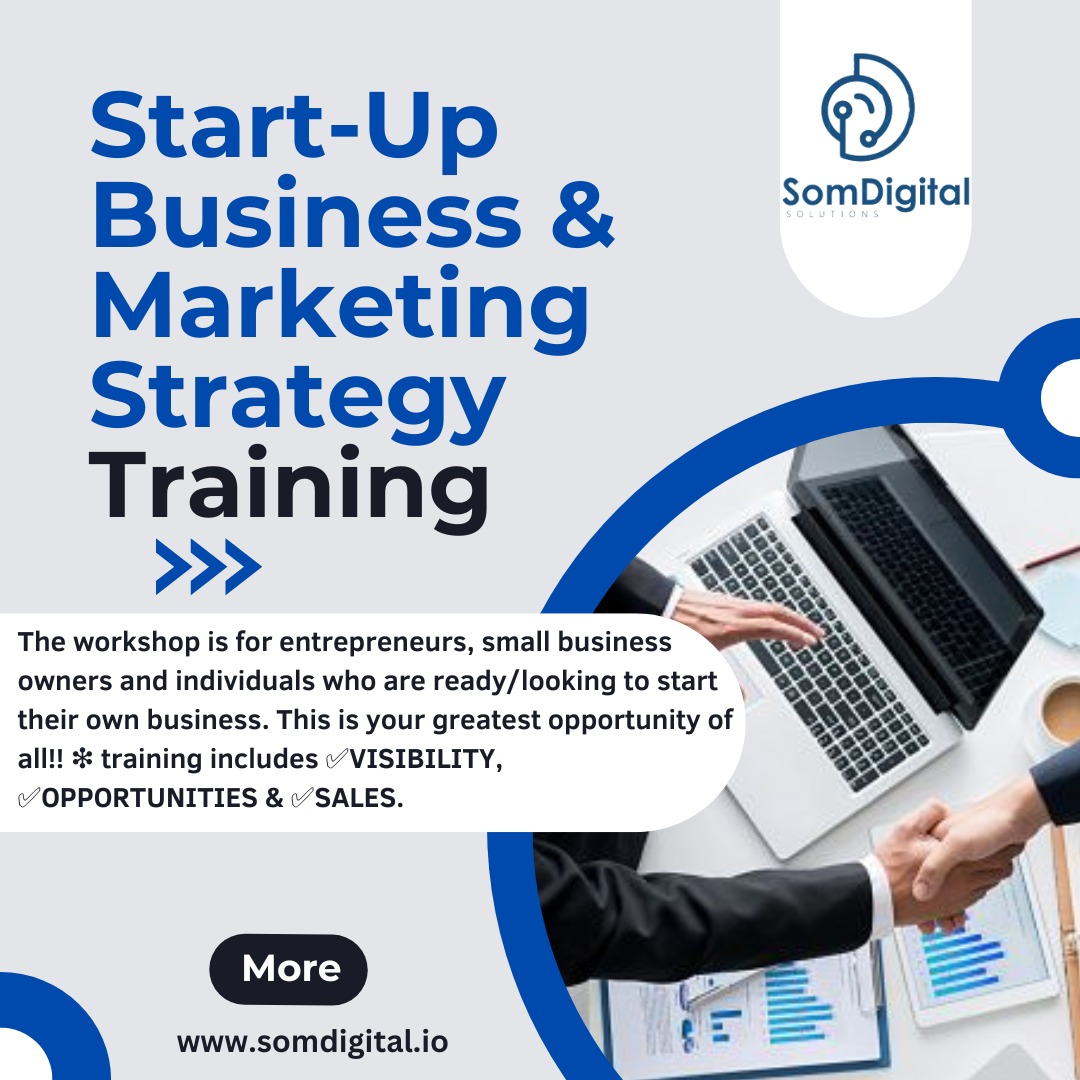 Start-Up
Business &
Marketing
Strategy
Training
SomDigital
SOLUTIONS
The workshop is for entrepreneurs, small business
owners and individuals who are ready/looking to start
their own business. This is your greatest opportunity of
all!! ❇ training includes ✅VISIBILITY,
✅OPPORTUNITIES & ✅SALES.
More
www.somdigital.io